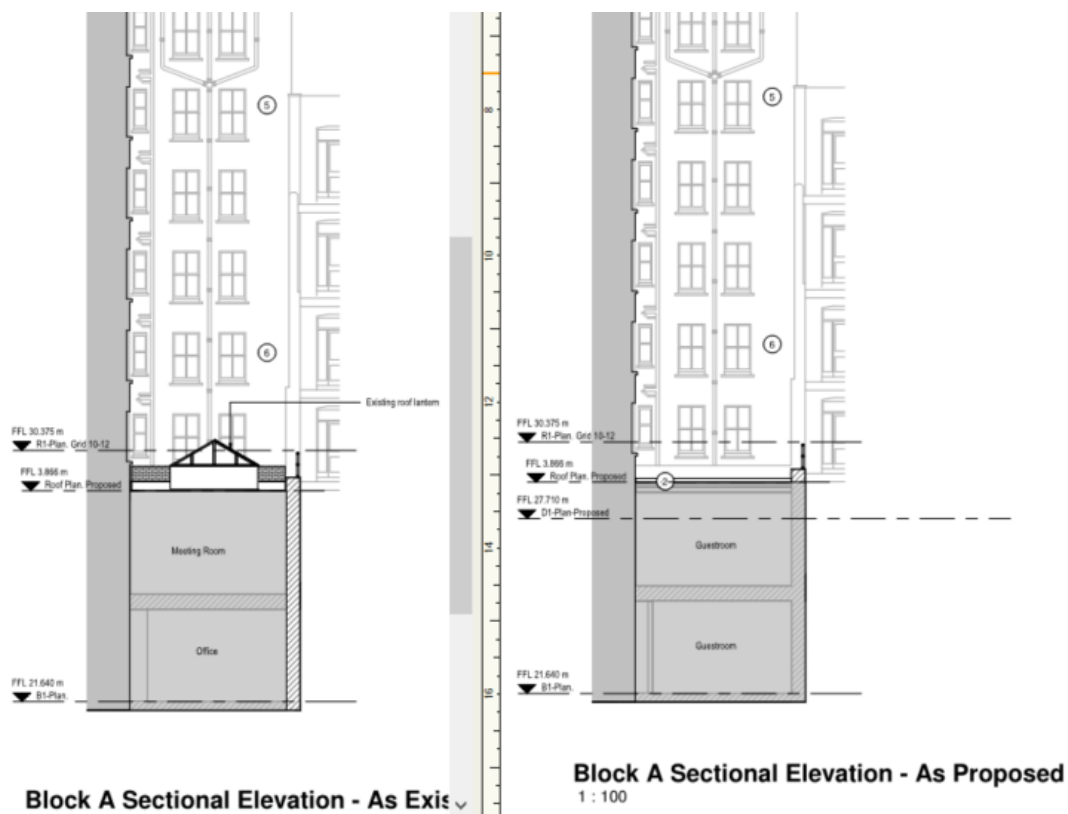 5
6
Existing roof lantern
FFL 30.375 m
R1-Plan. Grid 10-12
FFL 3.866 m
Roof Plan. Proposed
Meeting Room
Office
FFL 21.640 m
B1-Plan.
Block A Sectional Elevation - As Exis
8
10
12
14
16
5
6
FFL 30.375 m
R1-Plan. Grid 10-12
FFL 3.866 m
Roof Plan. Proposed
2
FFL 27.710 m
D1-Plan-Proposed
Guestroom
Guestroom
FFL 21.640 m
B1-Plan.
Block A Sectional Elevation - As Proposed
1 : 100